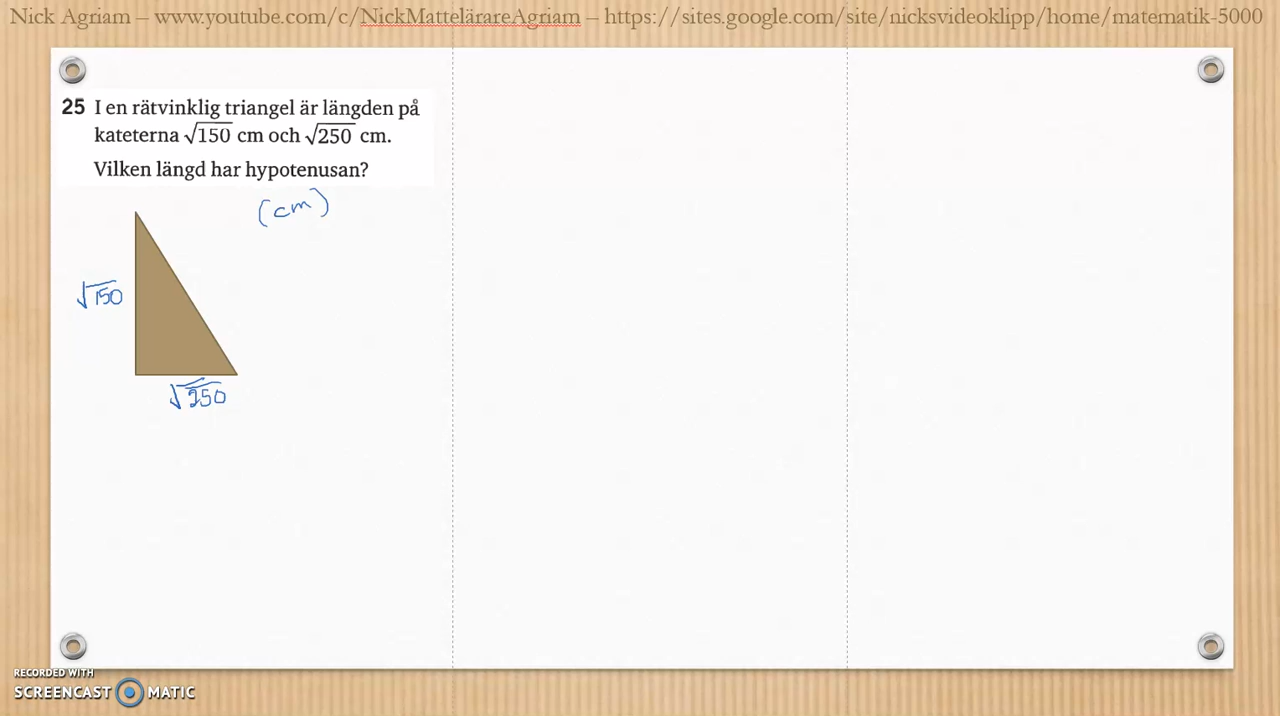 Nick Agriam – www.youtube.com/c/NickMattelärareAgriam – https://sites.google.com/site/nicksvideoklipp/home/matematik-5000
25 I en rätvinklig triangel är längden på
kateterna √150 cm och √250 cm.
Vilken längd har hypotenusan?
(cm)
√150
√250
RECORDED WITH
SCREENCAST MATIC